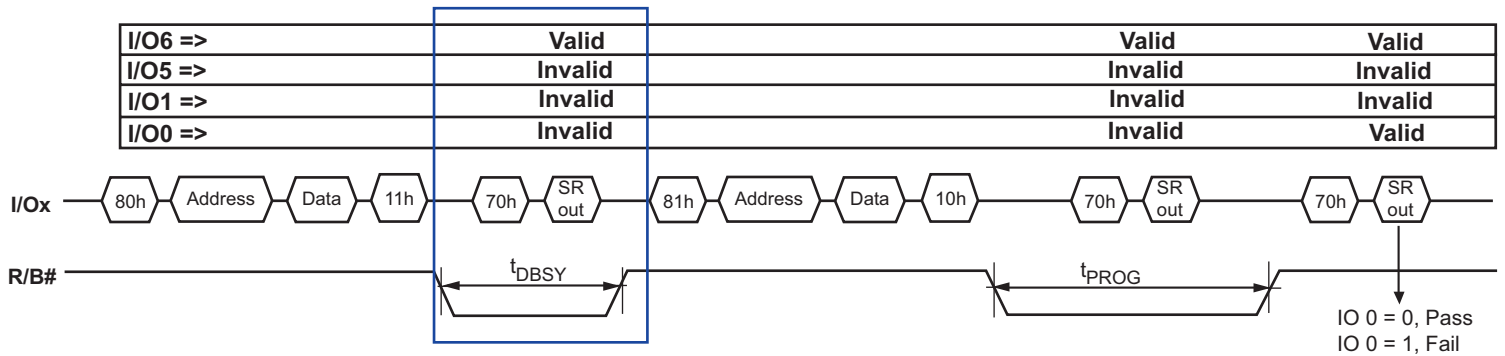 I/O6 => Valid Valid Valid
I/O5 => Invalid Invalid Invalid
I/O1 => Invalid Invalid Invalid
I/O0 => Invalid Invalid Valid
I/Ox 80h Address Data 11h 70h SR out 81h Address Data 10h 70h SR out 70h SR out
R/B# tDBSY tPROG
IO 0 = 0, Pass
IO 0 = 1, Fail